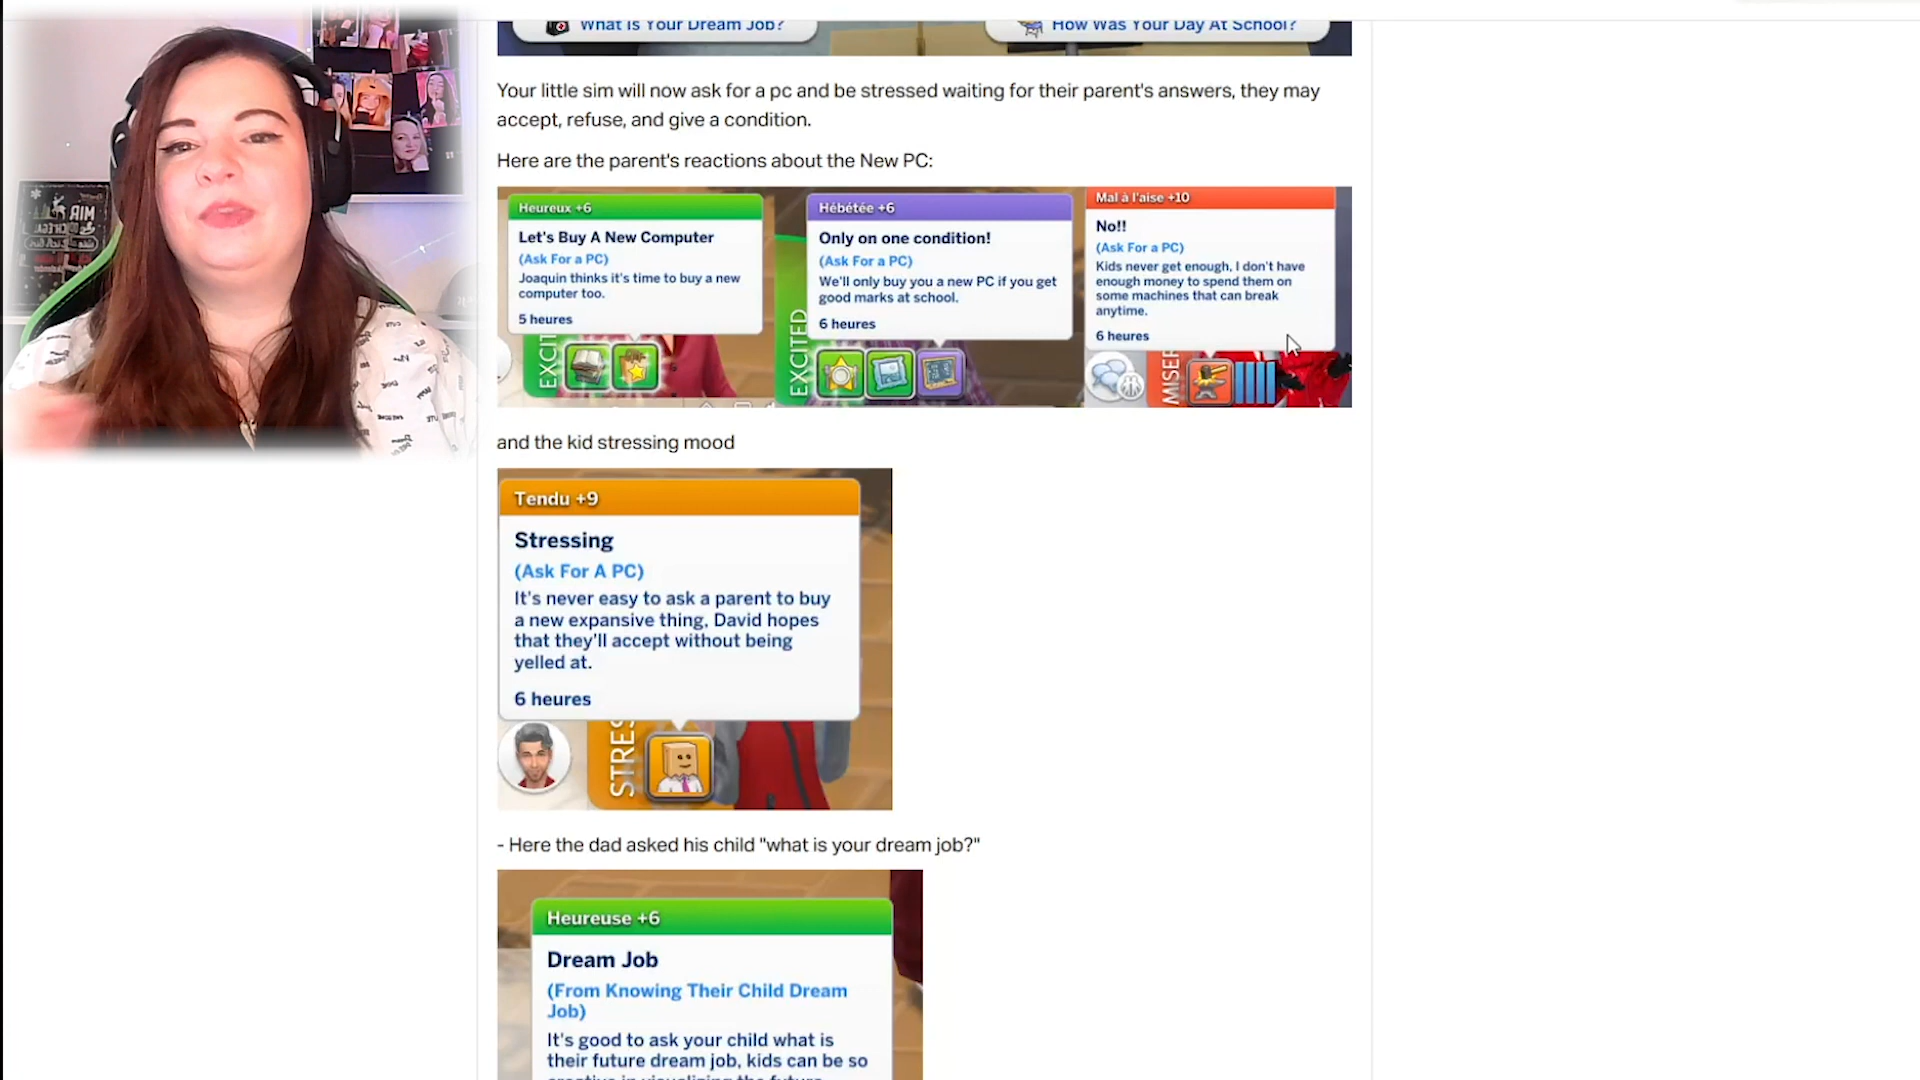 What Is Your Dream Job?
How Was Your Day At School?
Your little sim will now ask for a pc and be stressed waiting for their parent's answers, they may
accept, refuse, and give a condition.
Here are the parent's reactions about the New PC:
Heureux +6
Let's Buy A New Computer
(Ask For a PC)
Joaquin thinks it's time to buy a new
computer too.
5 heures
EXCIT
Hébétée +6
Only on one condition!
(Ask For a PC)
We'll only buy you a new PC if you get
good marks at school.
6 heures
EXCITED
Mal à l'aise +10
No!!
(Ask For a PC)
Kids never get enough, I don't have
enough money to spend them on
some machines that can break
anytime.
6 heures
MISER
and the kid stressing mood
Tendu +9
Stressing
(Ask For A PC)
It's never easy to ask a parent to buy
a new expansive thing, David hopes
that they'll accept without being
yelled at.
6 heures
STRES
- Here the dad asked his child "what is your dream job?"
Heureuse +6
Dream Job
(From Knowing Their Child Dream
Job)
It's good to ask your child what is
their future dream job, kids can be so
creative in visualizing the future